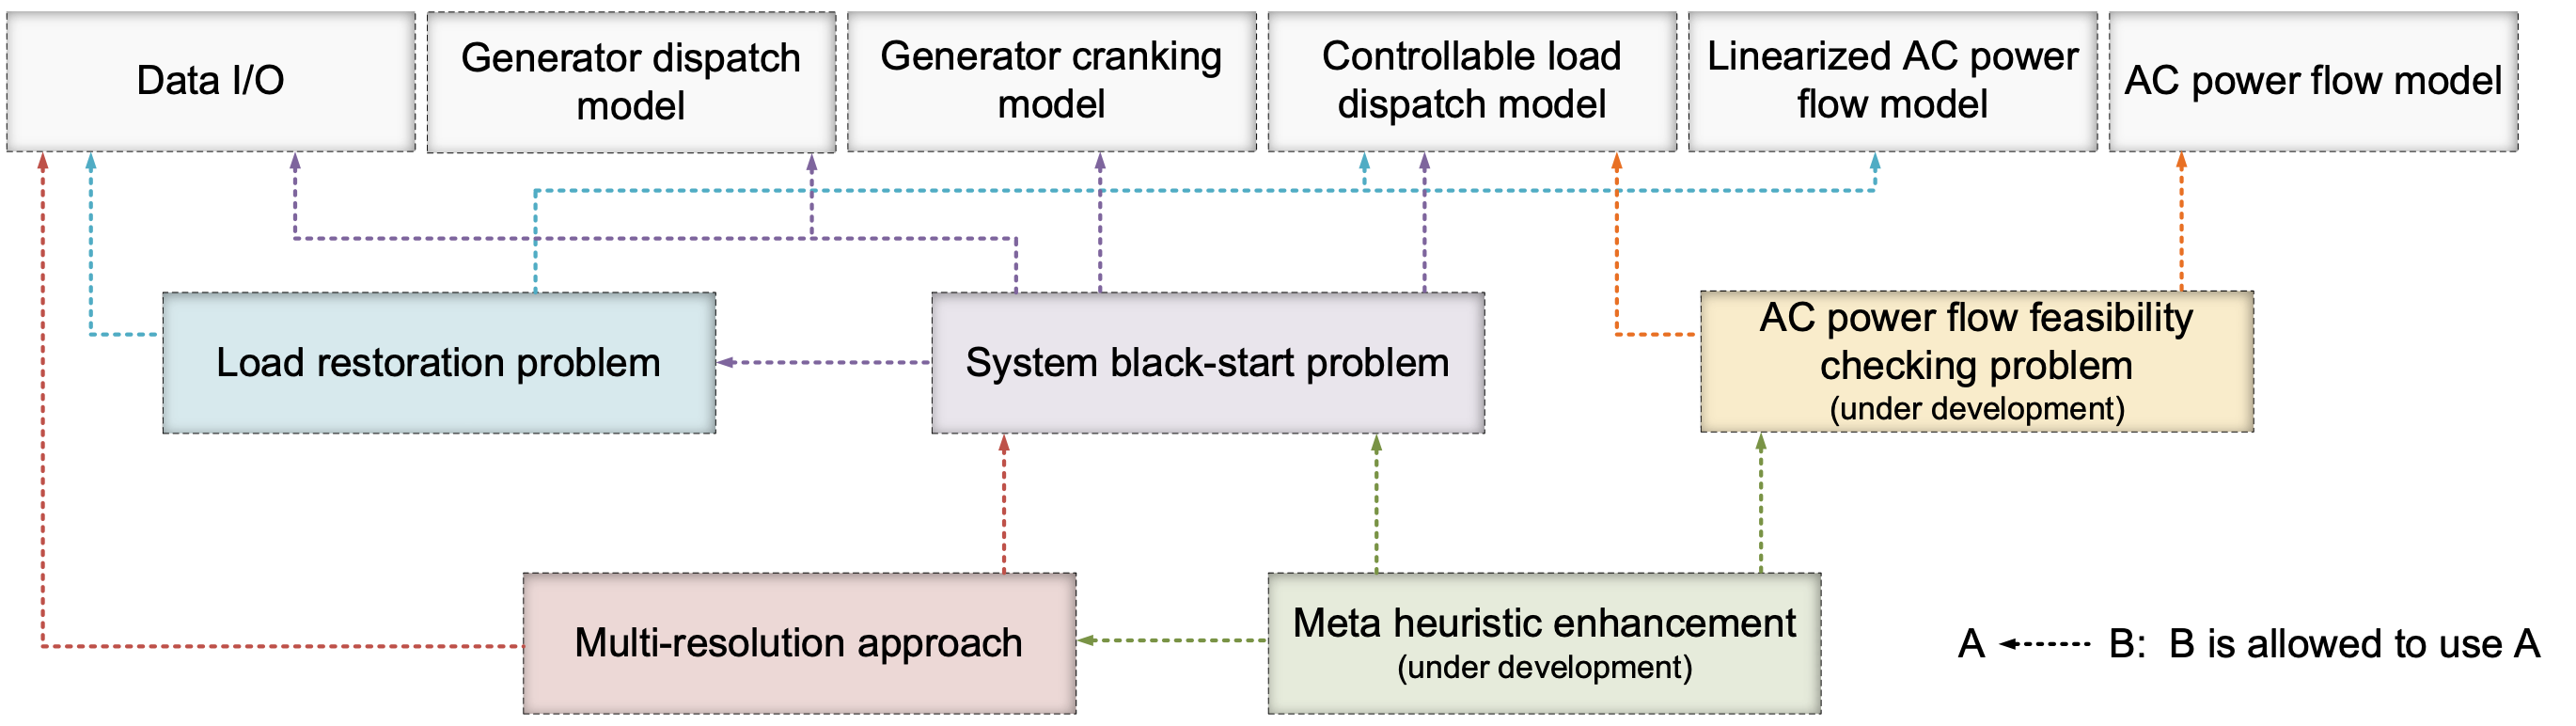 Data I/O
Generator dispatch
model
Generator cranking
model
Controllable load
dispatch model
Linearized AC power
flow model
AC power flow model
Load restoration problem
System black-start problem
AC power flow feasibility
checking problem
(under development)
Multi-resolution approach
Meta heuristic enhancement
(under development)
A B: B is allowed to use A